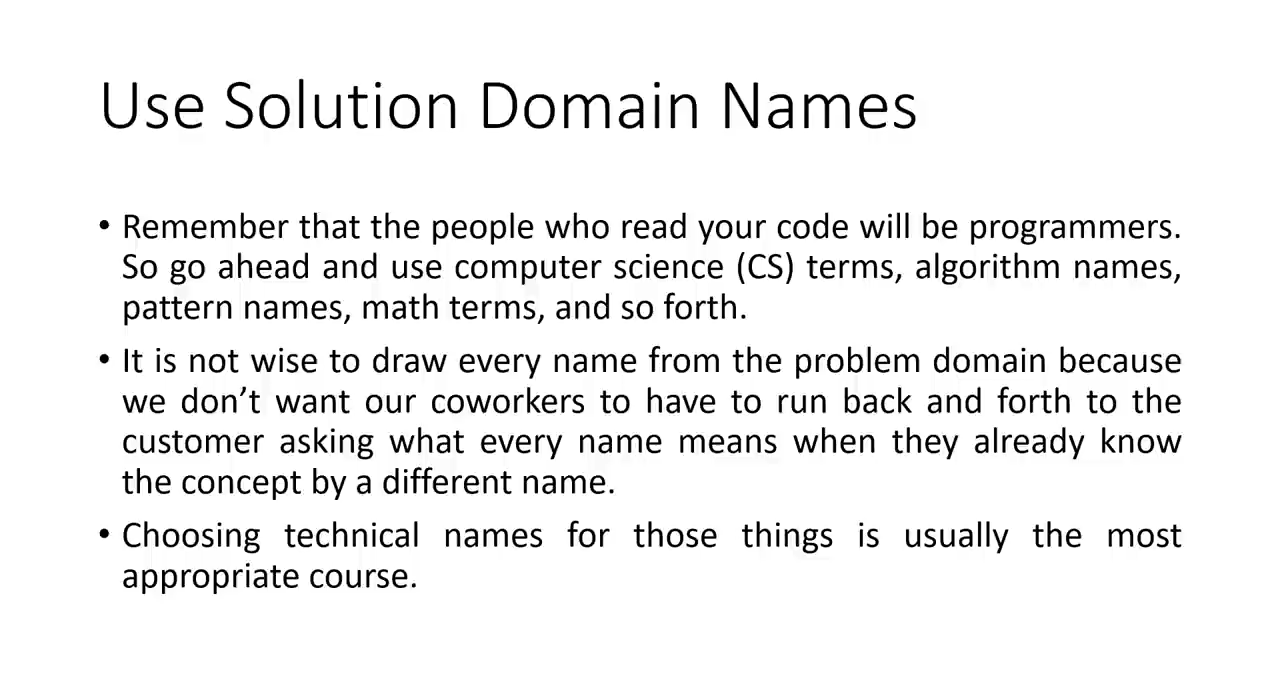 Use Solution Domain Names
• Remember that the people who read your code will be programmers.
So go ahead and use computer science (CS) terms, algorithm names,
pattern names, math terms, and so forth.
• It is not wise to draw every name from the problem domain because
we don’t want our coworkers to have to run back and forth to the
customer asking what every name means when they already know
the concept by a different name.
• Choosing technical names for those things is usually the most
appropriate course.